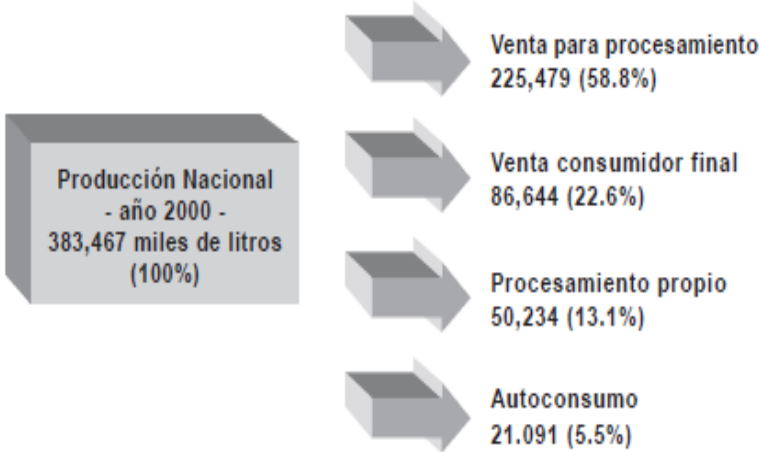 Producción Nacional
- año 2000 -
383,467 miles de litros
(100%)
Venta para procesamiento
225,479 (58.8%)
Venta consumidor final
86,644 (22.6%)
Procesamiento propio
50,234 (13.1%)
Autoconsumo
21.091 (5.5%)